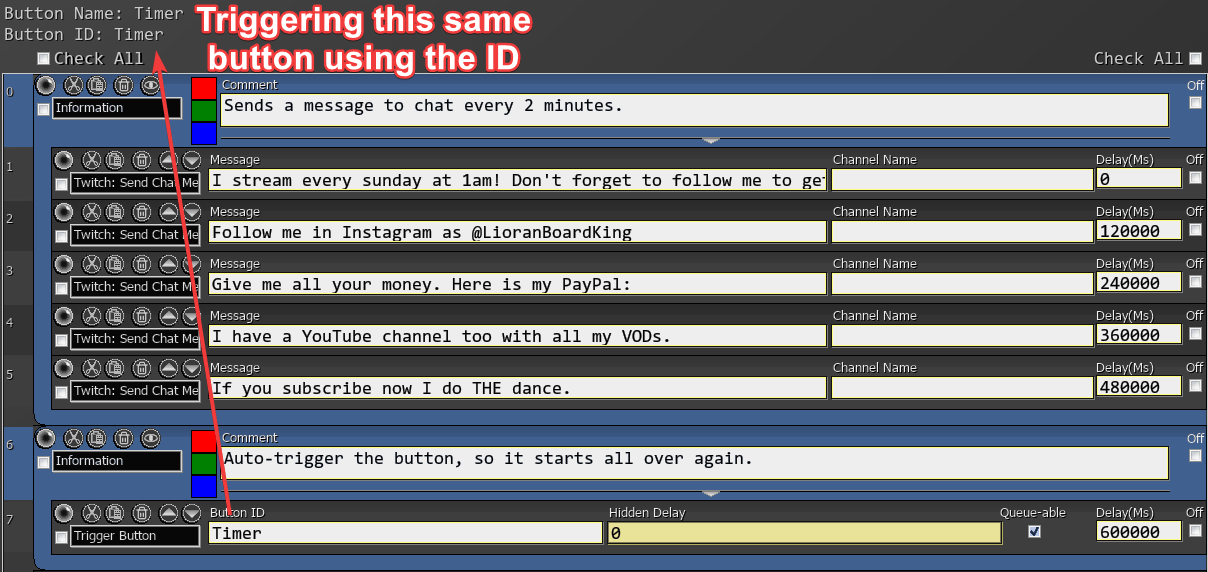 Button Name: Timer
Button ID: Timer
Triggering this same
button using the ID
Check All
Check All
0
Comment
Off
Information
Sends a message to chat every 2 minutes.
1
Message
Channel Name
Delay(Ms)
Off
Twitch: Send Chat Me
I stream every sunday at 1am! Don't forget to follow me to get
0
2
Message
Channel Name
Delay(Ms)
Off
Twitch: Send Chat Me
Follow me in Instagram as @LioranBoardKing
120000
3
Message
Channel Name
Delay(Ms)
Off
Twitch: Send Chat Me
Give me all your money. Here is my PayPal:
240000
4
Message
Channel Name
Delay(Ms)
Off
Twitch: Send Chat Me
I have a YouTube channel too with all my VODs.
360000
5
Message
Channel Name
Delay(Ms)
Off
Twitch: Send Chat Me
If you subscribe now I do THE dance.
480000
6
Comment
Off
Information
Auto-trigger the button, so it starts all over again.
7
Button ID
Hidden Delay
Queue-able
Delay(Ms)
Off
Trigger Button
Timer
0
600000